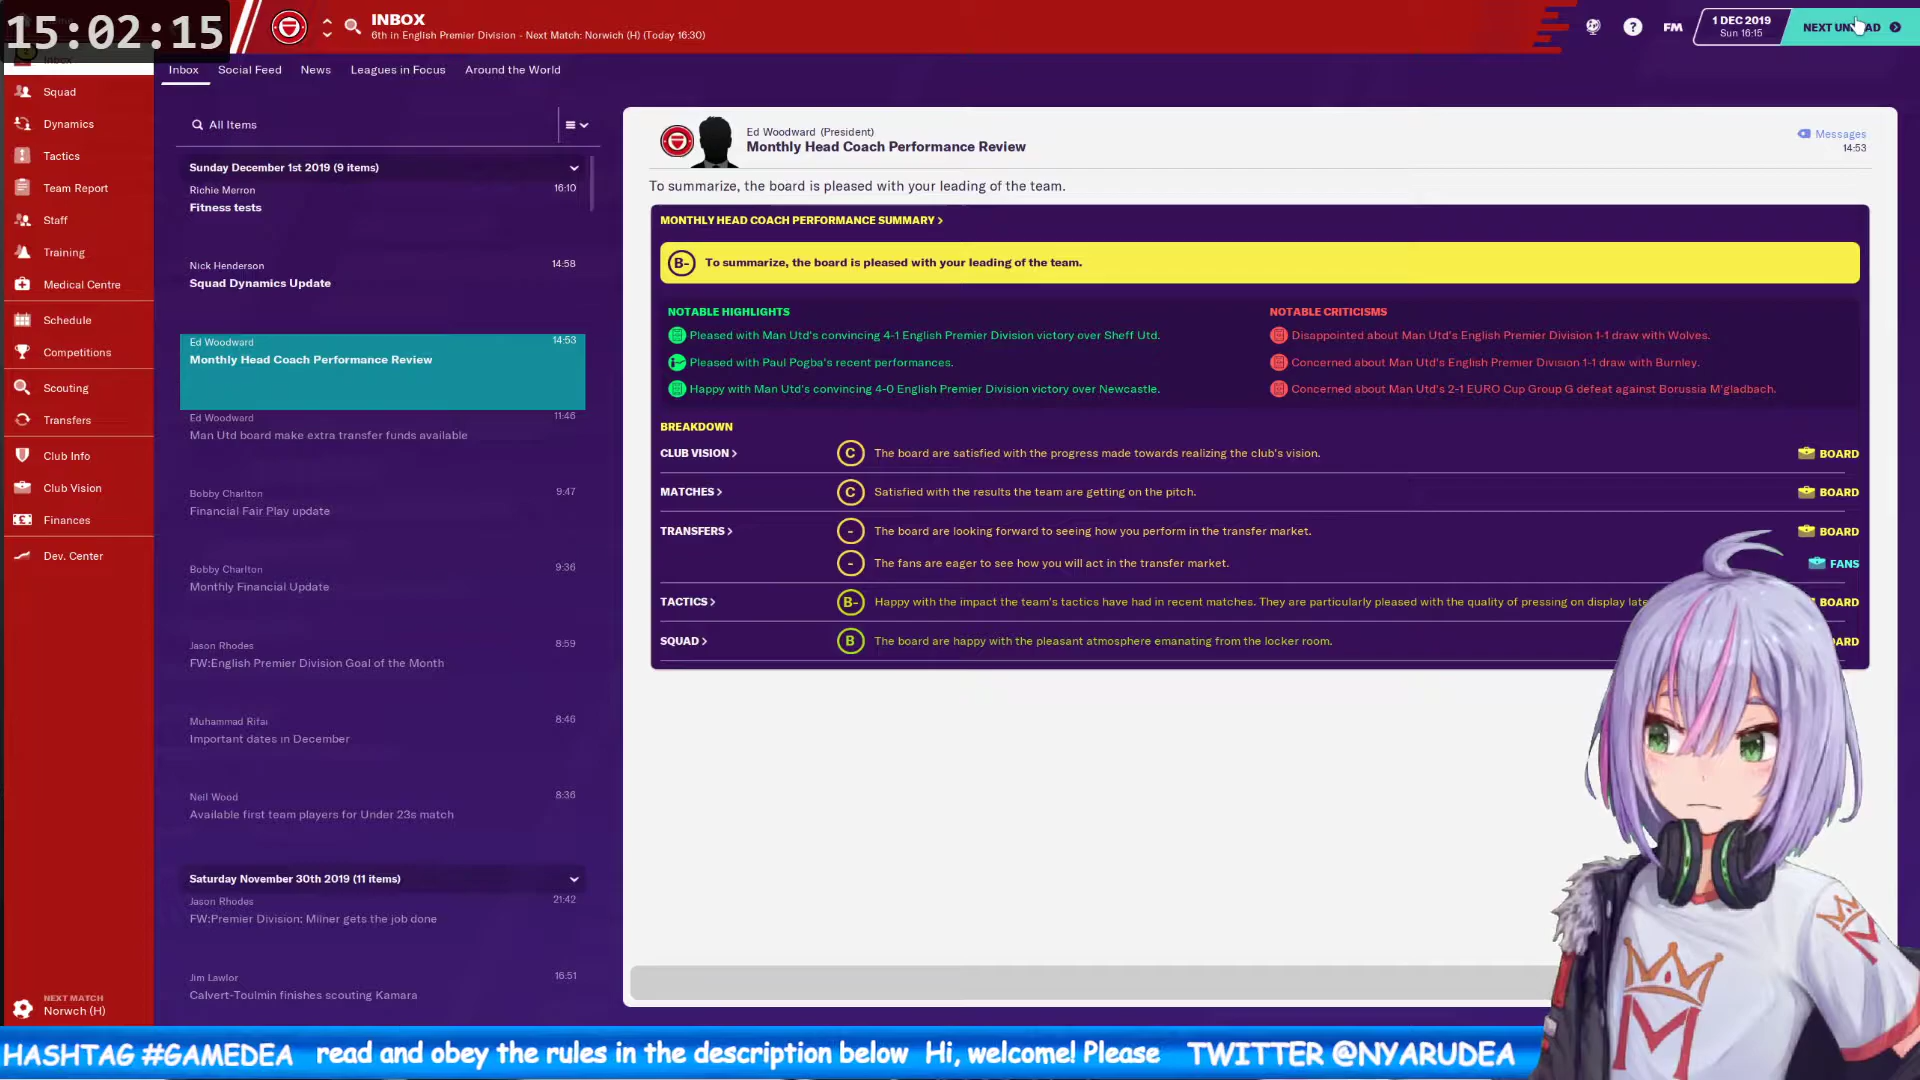 15:02:15
INBOX
6th in English Premier Division - Next Match: Norwich (H) (Today 16:30)
FM
1 DEC 2019
Sun 16:15
Inbox
Squad
Dynamics
Tactics
Team Report
Staff
Training
Medical Centre
Schedule
Competitions
Scouting
Transfers
Club Info
Club Vision
Finances
Dev. Center
NEXT MATCH
Norwch (H)
Inbox Social Feed News Leagues in Focus Around the World
All Items
Sunday December 1st 2019 (9 items)
Richie Merron 16:10
Fitness tests
Nick Henderson 14:58
Squad Dynamics Update
Ed Woodward 14:53
Monthly Head Coach Performance Review
Ed Woodward 11:46
Man Utd board make extra transfer funds available
Bobby Charlton 9:47
Financial Fair Play update
Bobby Charlton 9:36
Monthly Financial Update
Jason Rhodes 8:59
FW:English Premier Division Goal of the Month
Muhammad Rifai 8:46
Important dates in December
Neil Wood 8:36
Available first team players for Under 23s match
Saturday November 30th 2019 (11 items)
Jason Rhodes 21:42
FW:Premier Division: Milner gets the job done
Jim Lawlor 16:51
Calvert-Toulmin finishes scouting Kamara
Ed Woodward (President)
Monthly Head Coach Performance Review
Messages
14:53
To summarize, the board is pleased with your leading of the team.
MONTHLY HEAD COACH PERFORMANCE SUMMARY >
B- To summarize, the board is pleased with your leading of the team.
NOTABLE HIGHLIGHTS
Pleased with Man Utd's convincing 4-1 English Premier Division victory over Sheff Utd.
Pleased with Paul Pogba's recent performances.
Happy with Man Utd's convincing 4-0 English Premier Division victory over Newcastle.
NOTABLE CRITICISMS
Disappointed about Man Utd's English Premier Division 1-1 draw with Wolves.
Concerned about Man Utd's English Premier Division 1-1 draw with Burnley.
Concerned about Man Utd's 2-1 EURO Cup Group G defeat against Borussia M'gladbach.
BREAKDOWN
CLUB VISION > C The board are satisfied with the progress made towards realizing the club's vision. BOARD
MATCHES > C Satisfied with the results the team are getting on the pitch. BOARD
TRANSFERS > - The board are looking forward to seeing how you perform in the transfer market. BOARD
- The fans are eager to see how you will act in the transfer market. FANS
TACTICS > B- Happy with the impact the team's tactics have had in recent matches. They are particularly pleased with the quality of pressing on display late BOARD
SQUAD > B The board are happy with the pleasant atmosphere emanating from the locker room. ARD
M
HASHTAG #GAMEDEA read and obey the rules in the description below Hi, welcome! Please TWITTER @NYARUDEA